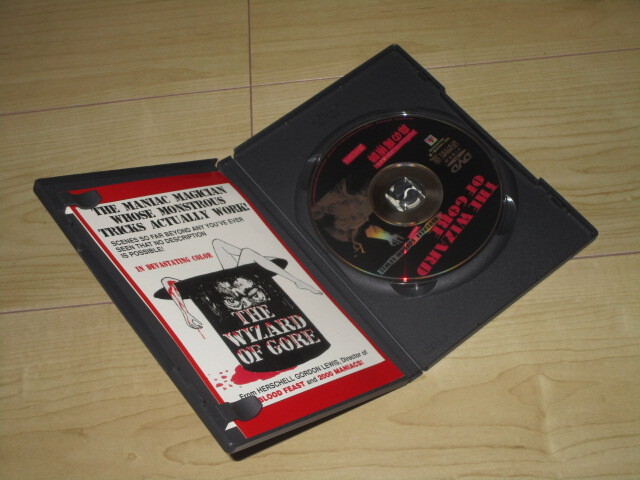 THE MANIAC MAGICIAN
WHOSE MONSTROUS
TRICKS ACTUALLY WORK!
SCENES SO FAR BEYOND ANY YOU'VE EVER
SEEN THAT NO DESCRIPTION
IS POSSIBLE!
IN DEVASTATING COLOR
THE
WIZARD
OF GORE
From HERSCHELL GORDON LEWIS, Director of
BLOOD FEAST and 2000 MANIACS!
THE WIZARD
OF GORE
DVD